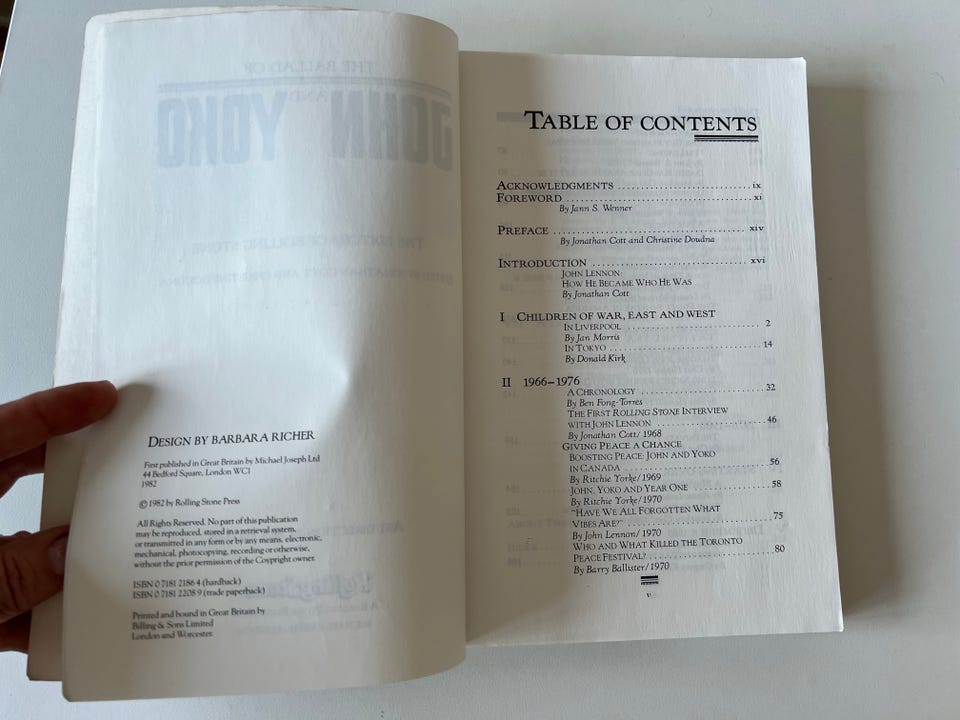 DESIGN BY BARBARA RICHER
First published in Great Britain by Michael Joseph Ltd
44 Bedford Square, London WC1
1982
© 1982 by Rolling Stone Press
All Rights Reserved. No part of this publication
may be reproduced, stored in a retrieval system,
or transmitted in any form or by any means, electronic,
mechanical, photocopying, recording or otherwise,
without the prior permission of the Copyright owner.
ISBN 0 7181 2186 4 (hardback)
ISBN 0 7181 2208 9 (trade paperback)
Printed and bound in Great Britain by
Billing & Sons Limited
London and Worcester
TABLE OF CONTENTS
ACKNOWLEDGMENTS ix
FOREWORD xi
By Jann S. Wenner
PREFACE xiv
By Jonathan Cott and Christine Doudna
INTRODUCTION xvi
JOHN LENNON:
HOW HE BECAME WHO HE WAS
By Jonathan Cott
I CHILDREN OF WAR, EAST AND WEST
IN LIVERPOOL 2
By Jan Morris
IN TOKYO 14
By Donald Kirk
II 1966–1976
A CHRONOLOGY 32
By Ben Fong-Torres
THE FIRST ROLLING STONE INTERVIEW
WITH JOHN LENNON 46
By Jonathan Cott/1968
GIVING PEACE A CHANCE
BOOSTING PEACE: JOHN AND YOKO
IN CANADA 56
By Ritchie Yorke/1969
JOHN, YOKO AND YEAR ONE 58
By Ritchie Yorke/1970
"HAVE WE ALL FORGOTTEN WHAT
VIBES ARE?" 75
By John Lennon/1970
WHO AND WHAT KILLED THE TORONTO
PEACE FESTIVAL? 80
By Barry Ballister/1970
v